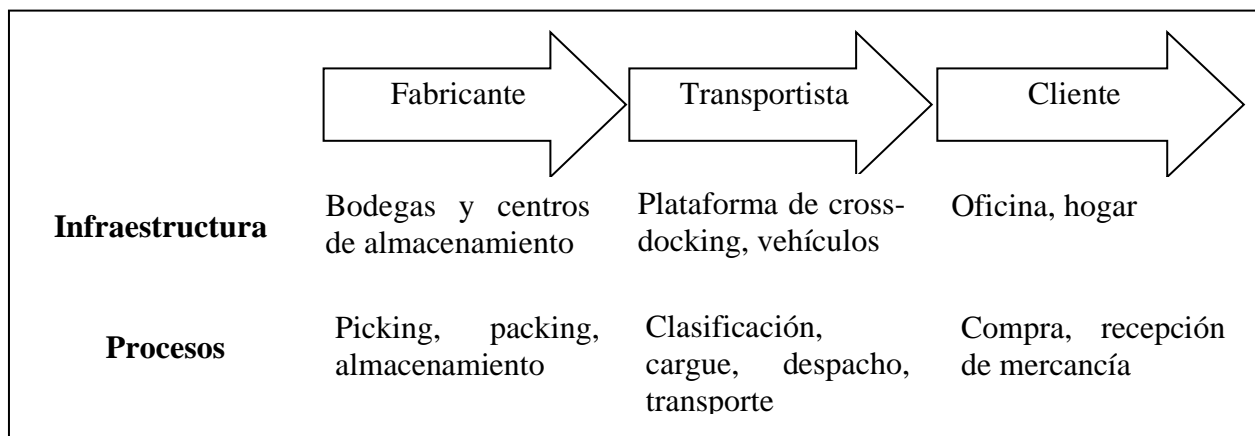 Fabricante
Transportista
Cliente
Infraestructura
Bodegas y centros
de almacenamiento
Plataforma de cross-
docking, vehículos
Oficina, hogar
Procesos
Picking, packing,
almacenamiento
Clasificación,
cargue, despacho,
transporte
Compra, recepción
de mercancía